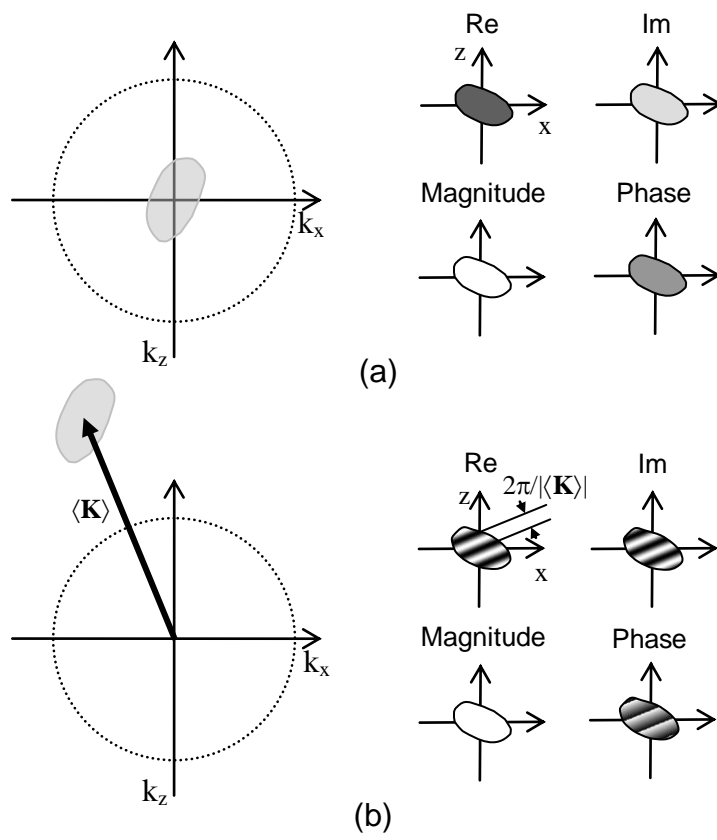 Re
Im
z
x
Magnitude
Phase
kx
kz
(a)
⟨K⟩
Re
Im
z
2π/|⟨K⟩|
x
Magnitude
Phase
kx
kz
(b)